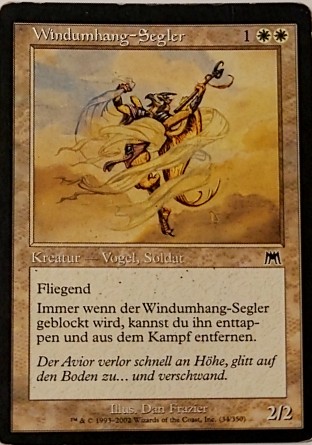 Windumhang-Segler 1
Kreatur — Vogel, Soldat
Fliegend
Immer wenn der Windumhang-Segler
geblockt wird, kannst du ihn enttap-
pen und aus dem Kampf entfernen.
Der Avior verlor schnell an Höhe, glitt auf
den Boden zu... und verschwand.
Illus. Dan Frazier
™ & © 1993–2002 Wizards of the Coast, Inc. (34/350)
2/2